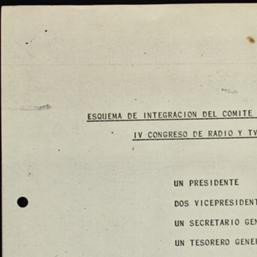 ESQUEMA DE INTEGRACION DEL COMITE
IV CONGRESO DE RADIO Y TV
UN PRESIDENTE
DOS VICEPRESIDENT
UN SECRETARIO GEN
UN TESORERO GENER